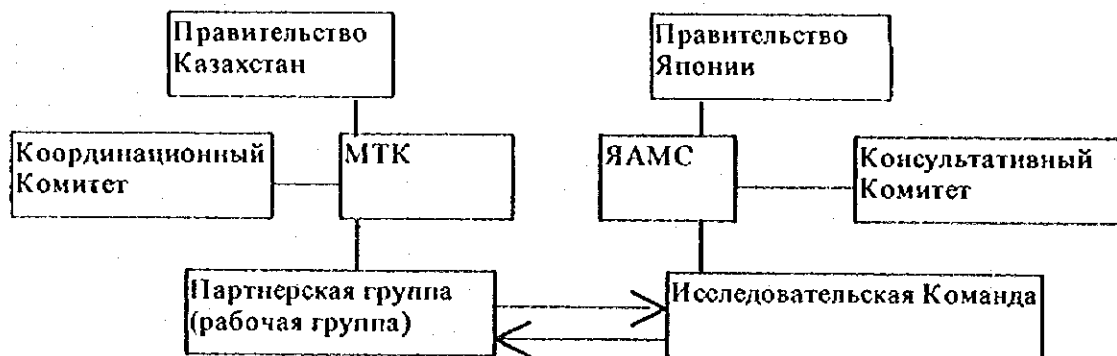 Правительство
Казахстан
Правительство
Японии
Координационный
Комитет
МТК
ЯАМС
Консультативный
Комитет
Партнерская группа
(рабочая группа)
Исследовательская Команда